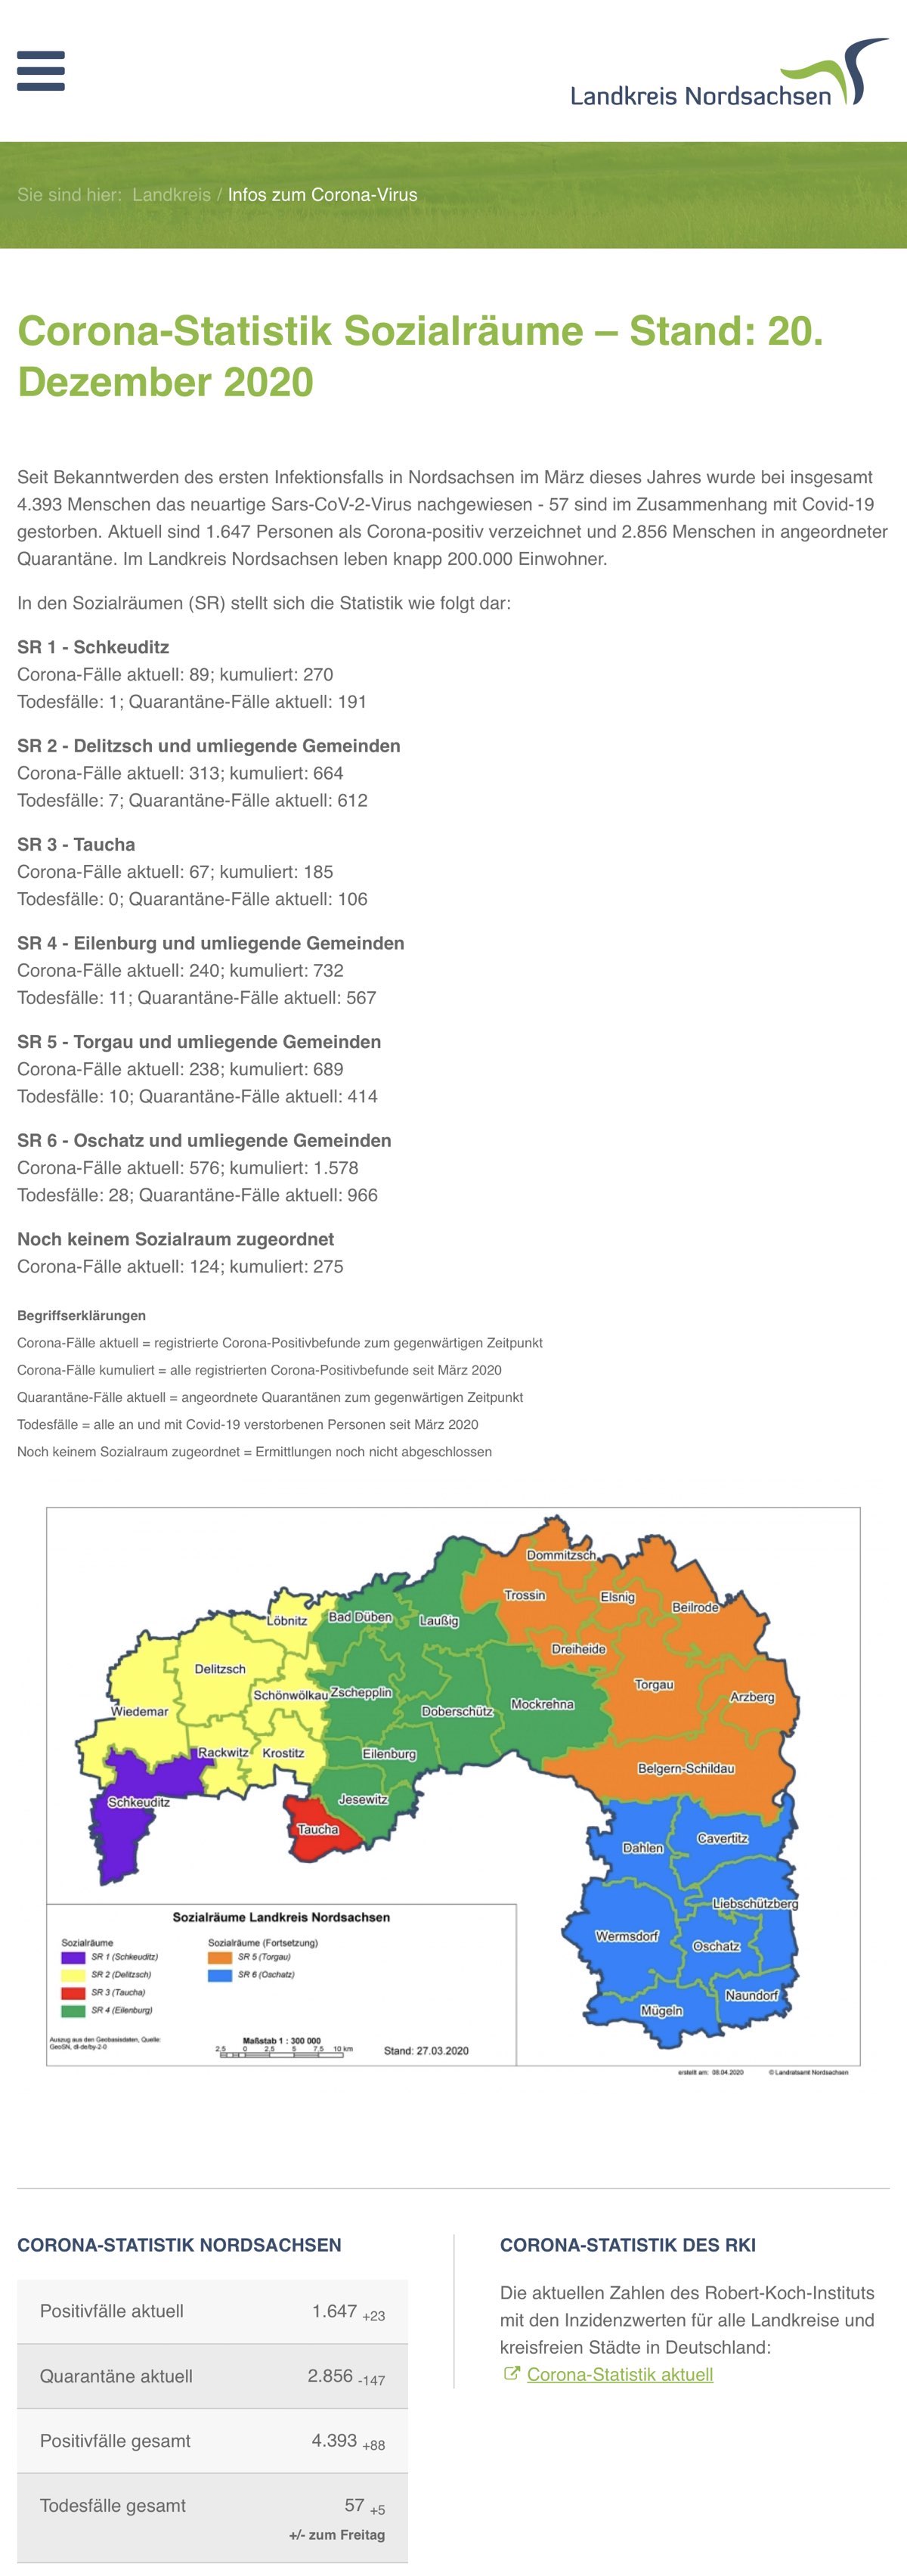 Landkreis Nordsachsen
Sie sind hier: Landkreis / Infos zum Corona-Virus
Corona-Statistik Sozialräume – Stand: 20.
Dezember 2020
Seit Bekanntwerden des ersten Infektionsfalls in Nordsachsen im März dieses Jahres wurde bei insgesamt
4.393 Menschen das neuartige Sars-CoV-2-Virus nachgewiesen - 57 sind im Zusammenhang mit Covid-19
gestorben. Aktuell sind 1.647 Personen als Corona-positiv verzeichnet und 2.856 Menschen in angeordneter
Quarantäne. Im Landkreis Nordsachsen leben knapp 200.000 Einwohner.
In den Sozialräumen (SR) stellt sich die Statistik wie folgt dar:
SR 1 - Schkeuditz
Corona-Fälle aktuell: 89; kumuliert: 270
Todesfälle: 1; Quarantäne-Fälle aktuell: 191
SR 2 - Delitzsch und umliegende Gemeinden
Corona-Fälle aktuell: 313; kumuliert: 664
Todesfälle: 7; Quarantäne-Fälle aktuell: 612
SR 3 - Taucha
Corona-Fälle aktuell: 67; kumuliert: 185
Todesfälle: 0; Quarantäne-Fälle aktuell: 106
SR 4 - Eilenburg und umliegende Gemeinden
Corona-Fälle aktuell: 240; kumuliert: 732
Todesfälle: 11; Quarantäne-Fälle aktuell: 567
SR 5 - Torgau und umliegende Gemeinden
Corona-Fälle aktuell: 238; kumuliert: 689
Todesfälle: 10; Quarantäne-Fälle aktuell: 414
SR 6 - Oschatz und umliegende Gemeinden
Corona-Fälle aktuell: 576; kumuliert: 1.578
Todesfälle: 28; Quarantäne-Fälle aktuell: 966
Noch keinem Sozialraum zugeordnet
Corona-Fälle aktuell: 124; kumuliert: 275
Begriffserklärungen
Corona-Fälle aktuell = registrierte Corona-Positivbefunde zum gegenwärtigen Zeitpunkt
Corona-Fälle kumuliert = alle registrierten Corona-Positivbefunde seit März 2020
Quarantäne-Fälle aktuell = angeordnete Quarantänen zum gegenwärtigen Zeitpunkt
Todesfälle = alle an und mit Covid-19 verstorbenen Personen seit März 2020
Noch keinem Sozialraum zugeordnet = Ermittlungen noch nicht abgeschlossen
Dommitzsch
Trossin
Elsnig
Beilrode
Löbnitz
Bad Düben
Laußig
Dreiheide
Delitzsch
Torgau
Schönwölkau
Zschepplin
Arzberg
Wiedemar
Doberschütz
Mockrehna
Rackwitz
Krostitz
Eilenburg
Belgern-Schildau
Schkeuditz
Jesewitz
Taucha
Dahlen
Cavertitz
Liebschützberg
Wermsdorf
Oschatz
Naundorf
Mügeln
Sozialräume Landkreis Nordsachsen
Sozialräume
SR 1 (Schkeuditz)
SR 2 (Delitzsch)
SR 3 (Taucha)
SR 4 (Eilenburg)
Sozialräume (Fortsetzung)
SR 5 (Torgau)
SR 6 (Oschatz)
Auszug aus den Geobasisdaten, Quelle:
GeoSN, dl-de/by-2-0
Maßstab 1 : 300 000
2,5 0 2,5 5 7,5 10 km
Stand: 27.03.2020
erstellt am: 08.04.2020 © Landratsamt Nordsachsen
CORONA-STATISTIK NORDSACHSEN
Positivfälle aktuell 1.647 +23
Quarantäne aktuell 2.856 -147
Positivfälle gesamt 4.393 +88
Todesfälle gesamt 57 +5
+/- zum Freitag
CORONA-STATISTIK DES RKI
Die aktuellen Zahlen des Robert-Koch-Instituts
mit den Inzidenzwerten für alle Landkreise und
kreisfreien Städte in Deutschland:
Corona-Statistik aktuell